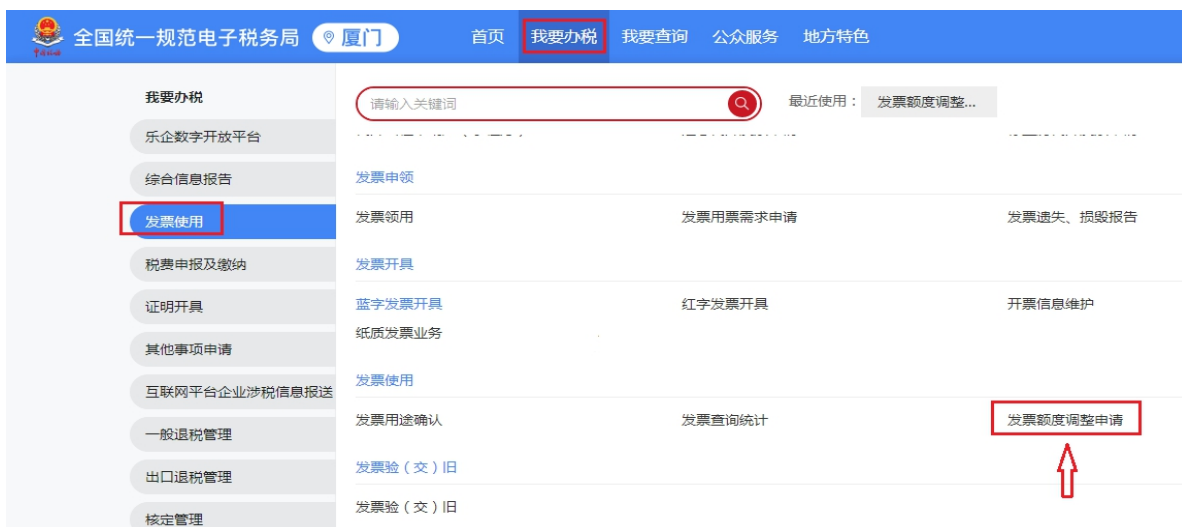 全国统一规范电子税务局 厦门 首页 我要办税 我要查询 公众服务 地方特色
我要办税
乐企数字开放平台
综合信息报告
发票使用
税费申报及缴纳
证明开具
其他事项申请
互联网平台企业涉税信息报送
一般退税管理
出口退税管理
核定管理
请输入关键词 最近使用： 发票额度调整...
发票申领
发票领用 发票用票需求申请 发票遗失、损毁报告
发票开具
蓝字发票开具 红字发票开具 开票信息维护
纸质发票业务
发票使用
发票用途确认 发票查询统计 发票额度调整申请
发票验（交）旧
发票验（交）旧